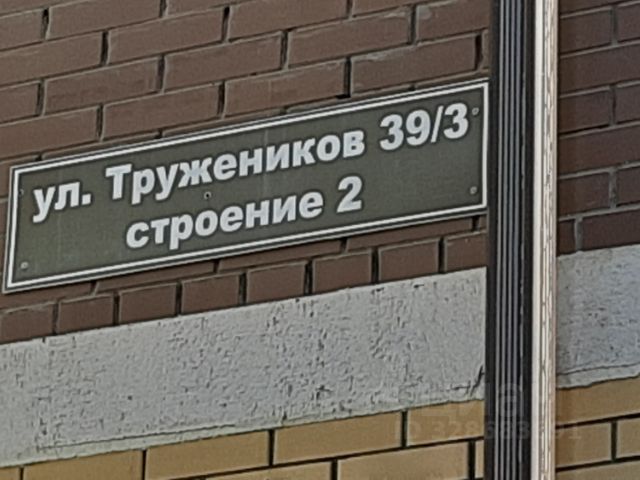 ул. Тружеников 39/3
строение 2